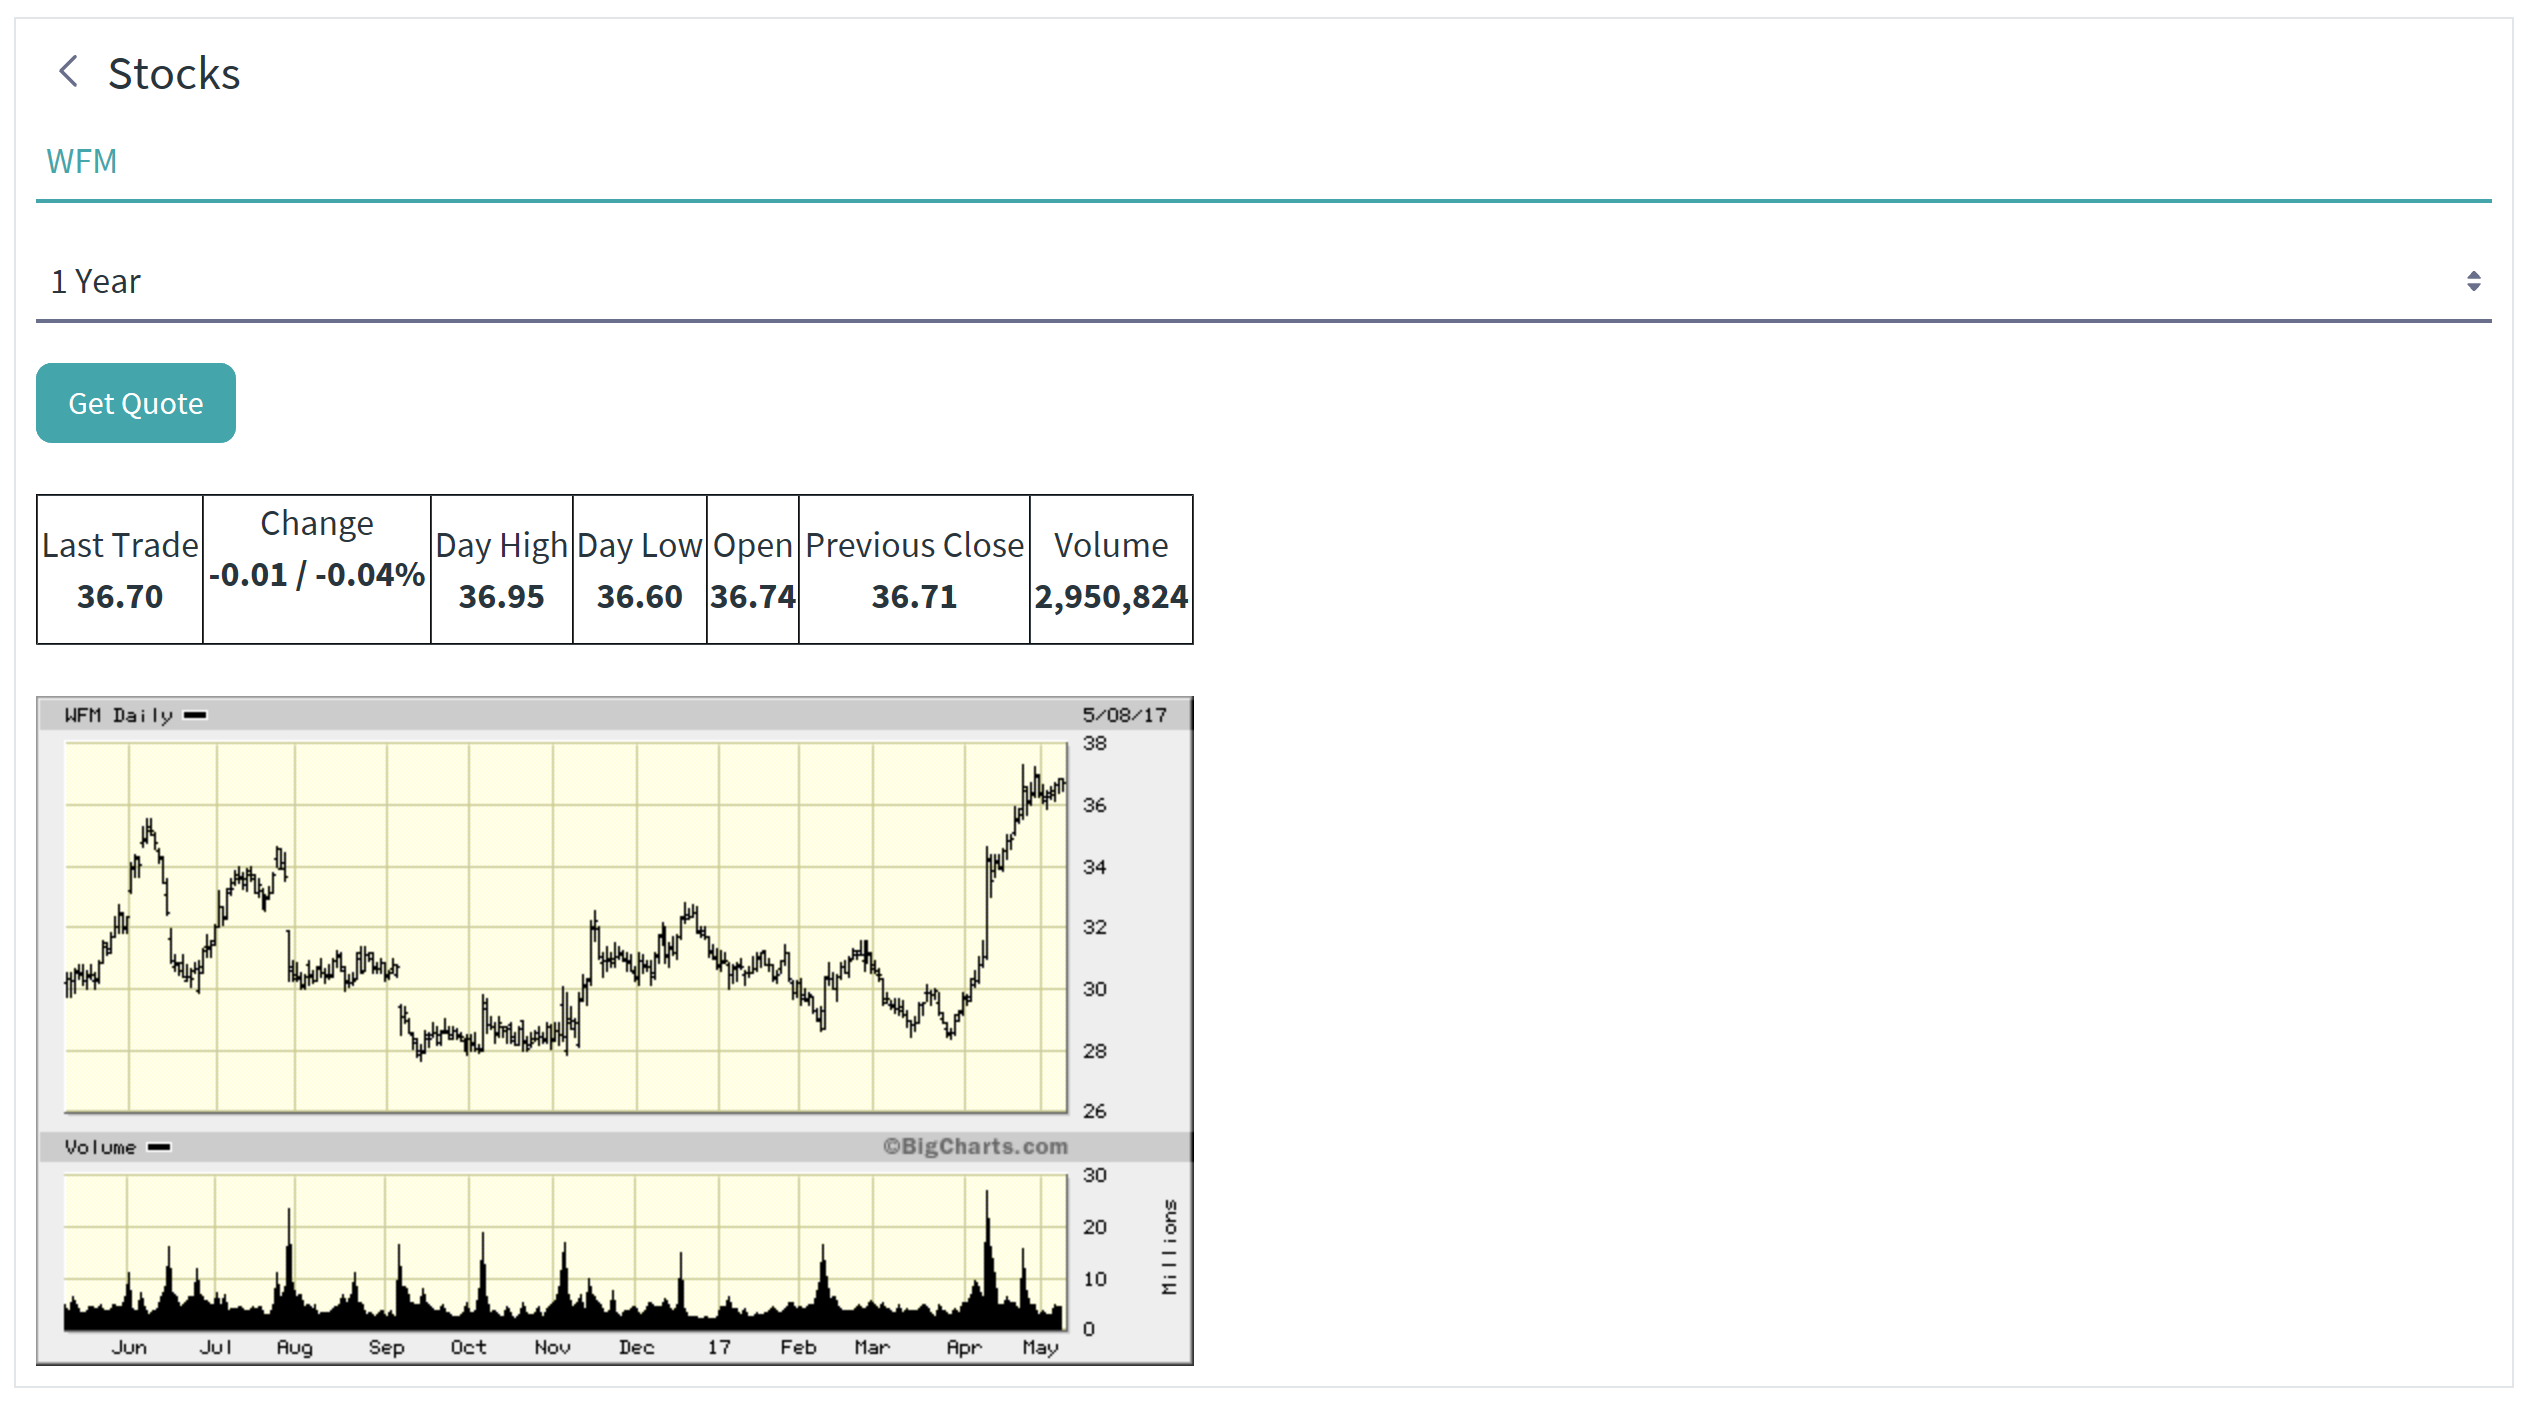 Stocks
WFM
1 Year
Get Quote
Last Trade Change Day High Day Low Open Previous Close Volume
36.70 -0.01 / -0.04% 36.95 36.60 36.74 36.71 2,950,824
WFM Daily 5/08/17
38
36
34
32
30
28
26
Volume ©BigCharts.com
30
20
10
0
Millions
Jun Jul Aug Sep Oct Nov Dec 17 Feb Mar Apr May